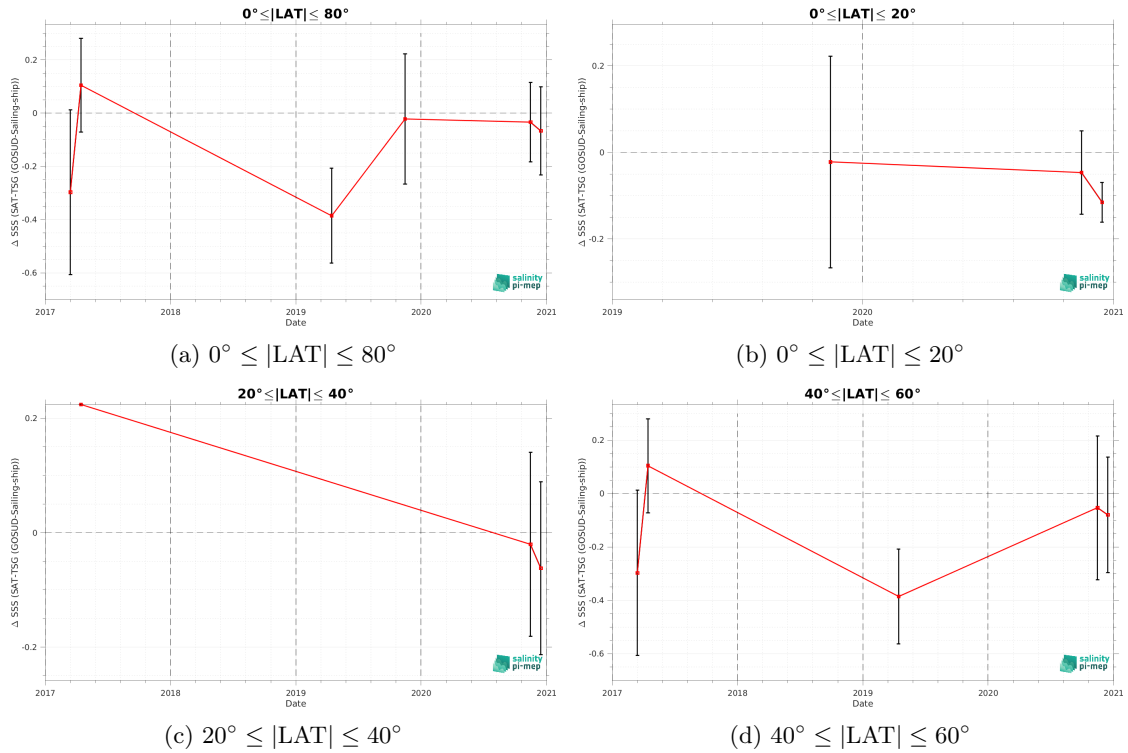 0°≤|LAT|≤ 80°
Δ SSS (SAT-TSG (GOSUD-Sailing-ship))
0.2
0
-0.2
-0.4
-0.6
2017 2018 2019 2020 2021
Date
salinity
pi-mep
(a) 0° ≤ |LAT| ≤ 80°
0°≤|LAT|≤ 20°
Δ SSS (SAT-TSG (GOSUD-Sailing-ship))
0.2
0
-0.2
2019 2020 2021
Date
salinity
pi-mep
(b) 0° ≤ |LAT| ≤ 20°
20°≤|LAT|≤ 40°
Δ SSS (SAT-TSG (GOSUD-Sailing-ship))
0.2
0
-0.2
2017 2018 2019 2020 2021
Date
salinity
pi-mep
(c) 20° ≤ |LAT| ≤ 40°
40°≤|LAT|≤ 60°
Δ SSS (SAT-TSG (GOSUD-Sailing-ship))
0.2
0
-0.2
-0.4
-0.6
2017 2018 2019 2020 2021
Date
salinity
pi-mep
(d) 40° ≤ |LAT| ≤ 60°